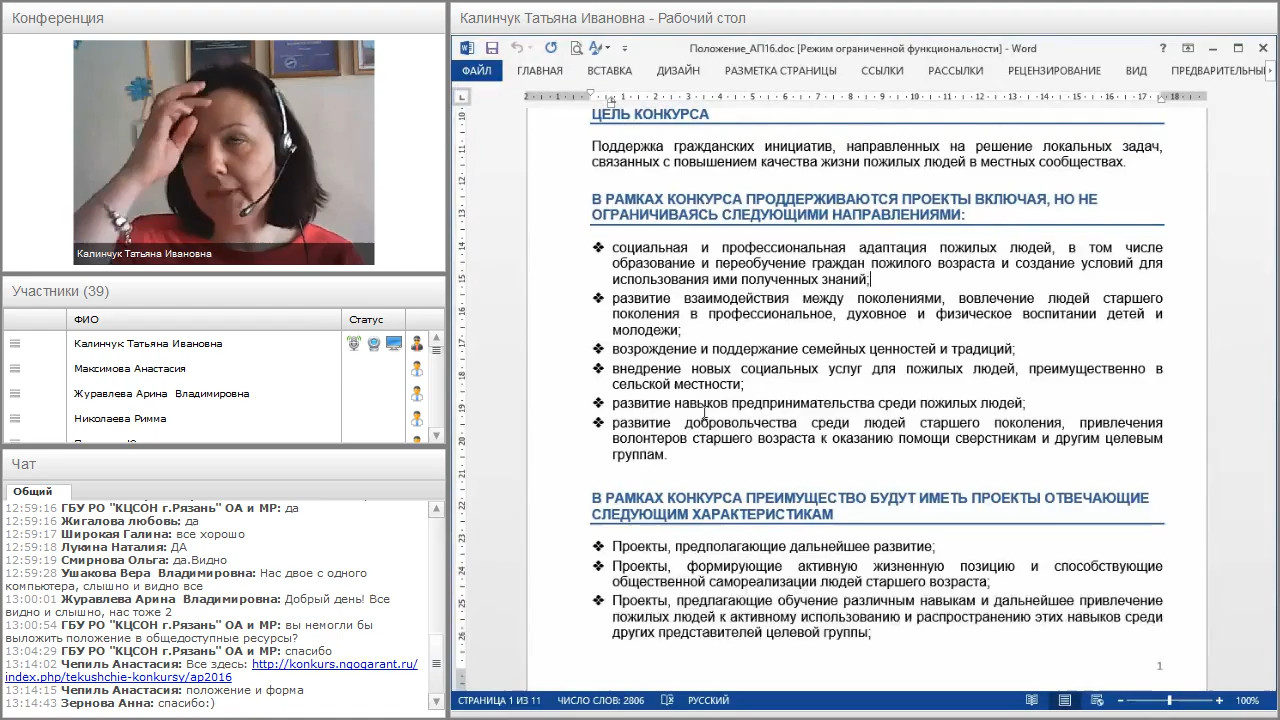 Конференция
Калинчук Татьяна Ивановна
Участники (39)
ФИО
Статус
Калинчук Татьяна Ивановна
Максимова Анастасия
Журавлева Арина Владимировна
Николаева Римма
Чат
Общий
12:59:16 ГБУ РО "КЦСОН г.Рязань" ОА и МР: да
12:59:16 Жигалова любовь: да
12:59:17 Широкая Галина: все хорошо
12:59:18 Лукина Наталия: ДА
12:59:19 Смирнова Ольга: да.Видно
12:59:28 Ушакова Вера Владимировна: Нас двое с одного
компьютера, слышно и видно все
13:00:01 Журавлева Арина Владимировна: Добрый день! Все
видно и слышно, нас тоже 2
13:00:54 ГБУ РО "КЦСОН г.Рязань" ОА и МР: вы немогли бы
выложить положение в общедоступные ресурсы?
13:04:29 ГБУ РО "КЦСОН г.Рязань" ОА и МР: спасибо
13:14:02 Чепиль Анастасия: Все здесь: http://konkurs.ngogarant.ru/
index.php/tekushchie-konkursy/ap2016
13:14:15 Чепиль Анастасия: положение и форма
13:14:43 Зернова Анна: спасибо:)
Калинчук Татьяна Ивановна - Рабочий стол
Положение_АП16.doc [Режим ограниченной функциональности] - Word
ФАЙЛ ГЛАВНАЯ ВСТАВКА ДИЗАЙН РАЗМЕТКА СТРАНИЦЫ ССЫЛКИ РАССЫЛКИ РЕЦЕНЗИРОВАНИЕ ВИД ПРЕДВАРИТЕЛЬНЫ
ЦЕЛЬ КОНКУРСА
Поддержка гражданских инициатив, направленных на решение локальных задач,
связанных с повышением качества жизни пожилых людей в местных сообществах.
В РАМКАХ КОНКУРСА ПРОДДЕРЖИВАЮТСЯ ПРОЕКТЫ ВКЛЮЧАЯ, НО НЕ
ОГРАНИЧИВАЯСЬ СЛЕДУЮЩИМИ НАПРАВЛЕНИЯМИ:
❖ социальная и профессиональная адаптация пожилых людей, в том числе
образование и переобучение граждан пожилого возраста и создание условий для
использования ими полученных знаний;
❖ развитие взаимодействия между поколениями, вовлечение людей старшего
поколения в профессиональное, духовное и физическое воспитании детей и
молодежи;
❖ возрождение и поддержание семейных ценностей и традиций;
❖ внедрение новых социальных услуг для пожилых людей, преимущественно в
сельской местности;
❖ развитие навыков предпринимательства среди пожилых людей;
❖ развитие добровольчества среди людей старшего поколения, привлечения
волонтеров старшего возраста к оказанию помощи сверстникам и другим целевым
группам.
В РАМКАХ КОНКУРСА ПРЕИМУЩЕСТВО БУДУТ ИМЕТЬ ПРОЕКТЫ ОТВЕЧАЮЩИЕ
СЛЕДУЮЩИМ ХАРАКТЕРИСТИКАМ
❖ Проекты, предполагающие дальнейшее развитие;
❖ Проекты, формирующие активную жизненную позицию и способствующие
общественной самореализации людей старшего возраста;
❖ Проекты, предлагающие обучение различным навыкам и дальнейшее привлечение
пожилых людей к активному использованию и распространению этих навыков среди
других представителей целевой группы;
1
СТРАНИЦА 1 ИЗ 11 ЧИСЛО СЛОВ: 2806 РУССКИЙ 100%